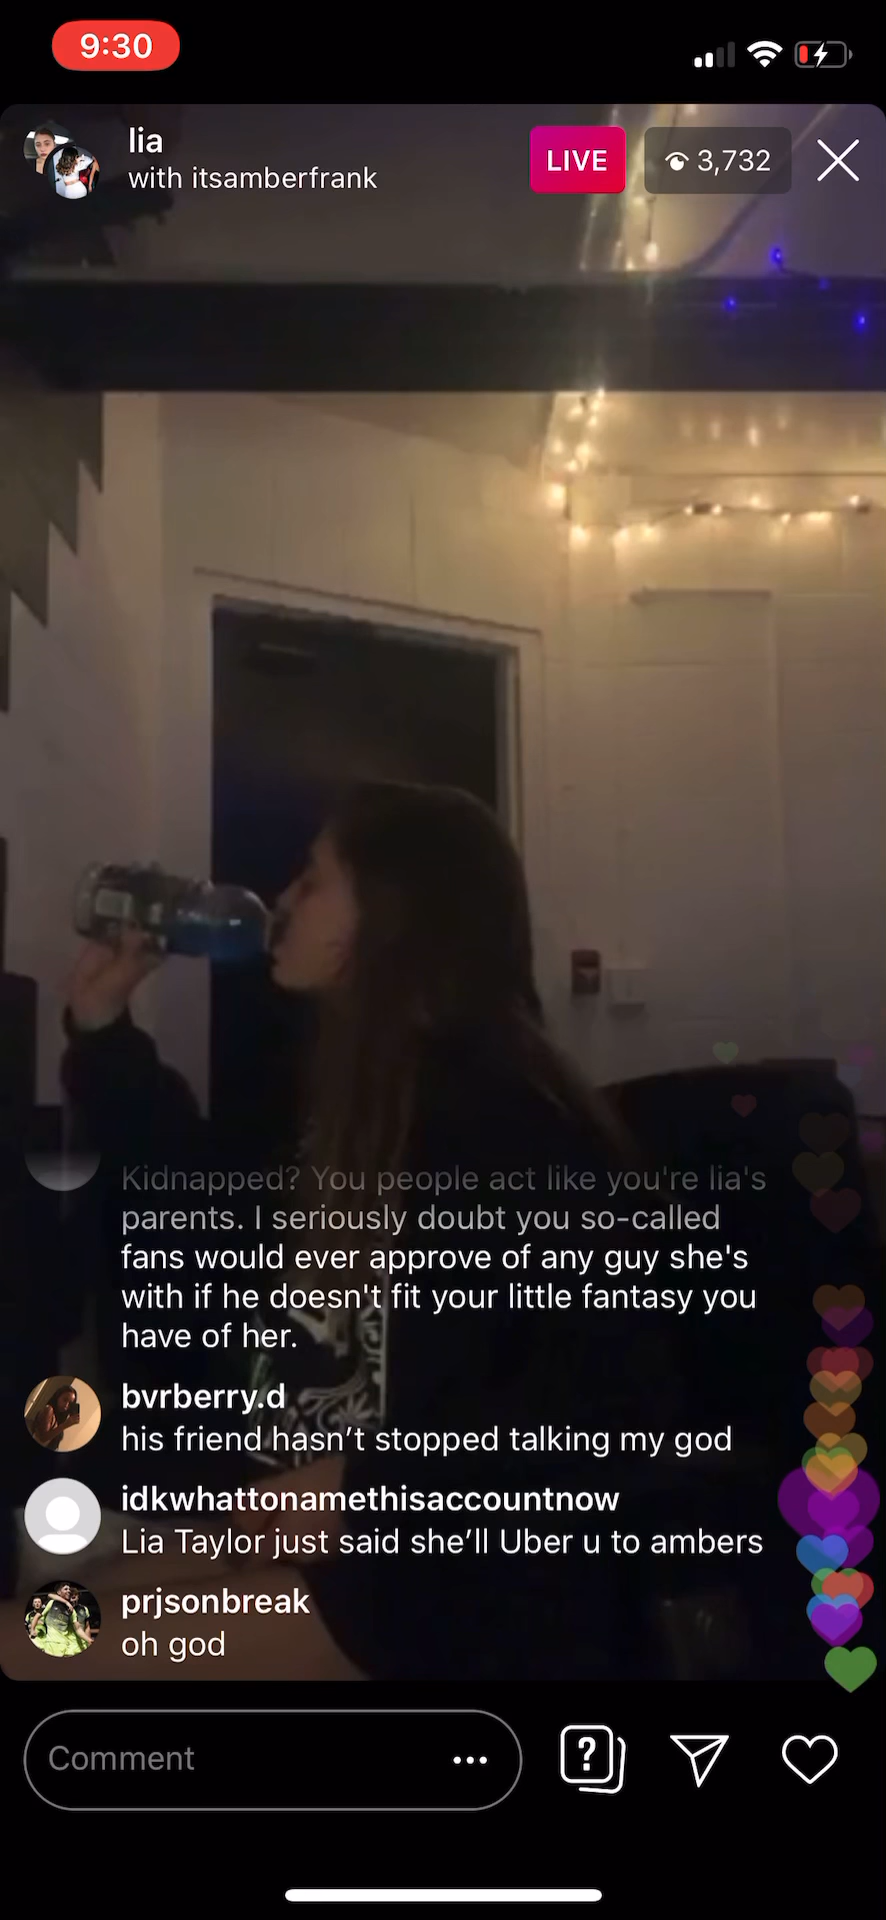 9:30
lia
with itsamberfrank
LIVE
3,732
Kidnapped? You people act like you're lia's
parents. I seriously doubt you so-called
fans would ever approve of any guy she's
with if he doesn't fit your little fantasy you
have of her.
bvrberry.d
his friend hasn’t stopped talking my god
idkwhattonamethisaccountnow
Lia Taylor just said she’ll Uber u to ambers
prjsonbreak
oh god
Comment
?